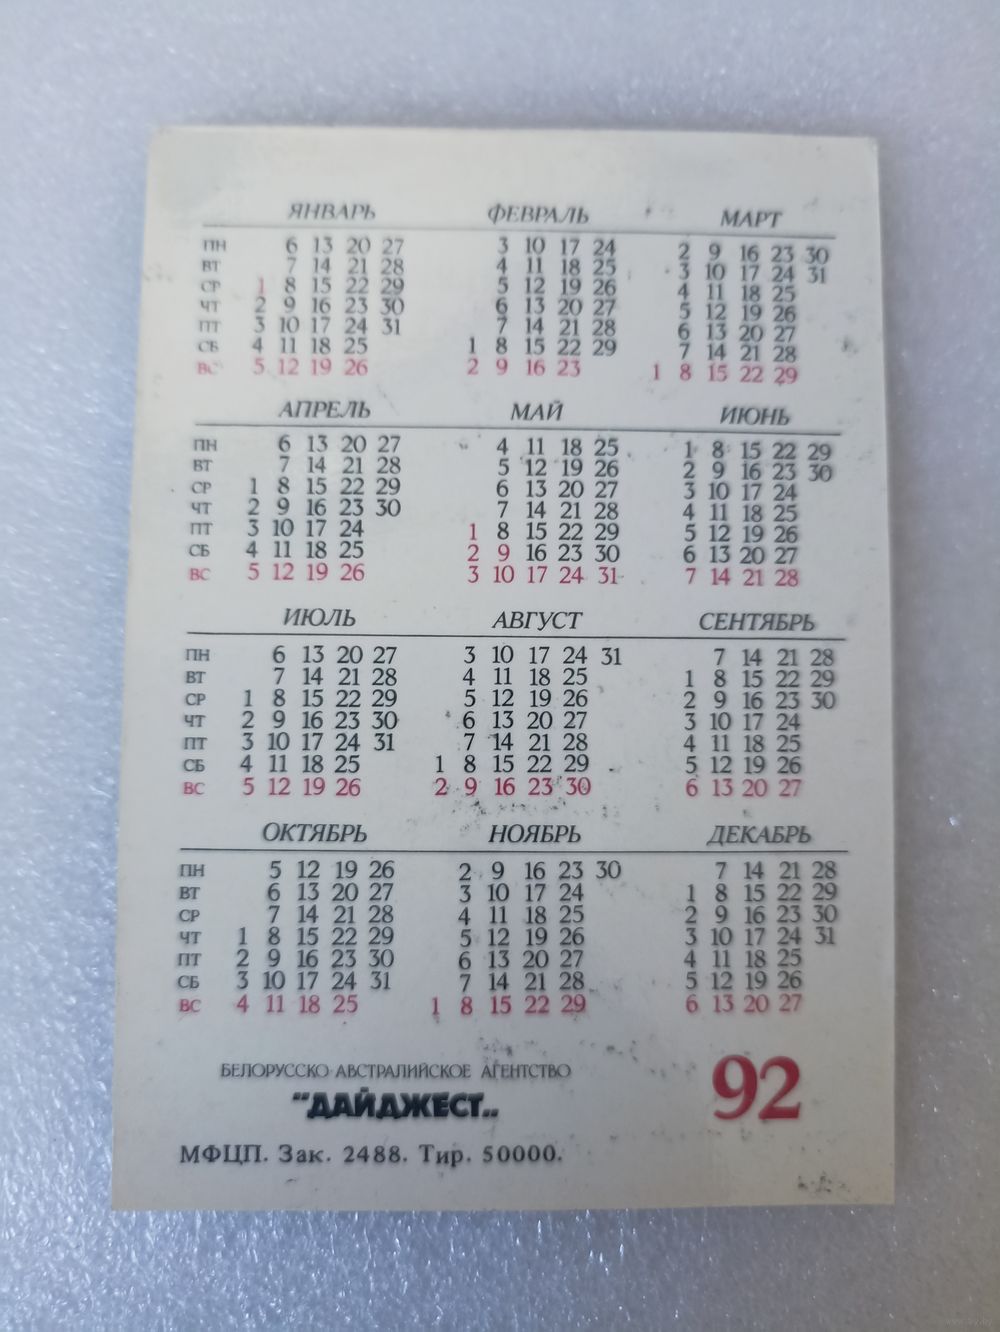 ЯНВАРЬ ФЕВРАЛЬ МАРТ
ПН 6 13 20 27 3 10 17 24 2 9 16 23 30
ВТ 7 14 21 28 4 11 18 25 3 10 17 24 31
СР 1 8 15 22 29 5 12 19 26 4 11 18 25
ЧТ 2 9 16 23 30 6 13 20 27 5 12 19 26
ПТ 3 10 17 24 31 7 14 21 28 6 13 20 27
СБ 4 11 18 25 1 8 15 22 29 7 14 21 28
ВС 5 12 19 26 2 9 16 23 1 8 15 22 29
АПРЕЛЬ МАЙ ИЮНЬ
ПН 6 13 20 27 4 11 18 25 1 8 15 22 29
ВТ 7 14 21 28 5 12 19 26 2 9 16 23 30
СР 1 8 15 22 29 6 13 20 27 3 10 17 24
ЧТ 2 9 16 23 30 7 14 21 28 4 11 18 25
ПТ 3 10 17 24 1 8 15 22 29 5 12 19 26
СБ 4 11 18 25 2 9 16 23 30 6 13 20 27
ВС 5 12 19 26 3 10 17 24 31 7 14 21 28
ИЮЛЬ АВГУСТ СЕНТЯБРЬ
ПН 6 13 20 27 3 10 17 24 31 7 14 21 28
ВТ 7 14 21 28 4 11 18 25 1 8 15 22 29
СР 1 8 15 22 29 5 12 19 26 2 9 16 23 30
ЧТ 2 9 16 23 30 6 13 20 27 3 10 17 24
ПТ 3 10 17 24 31 7 14 21 28 4 11 18 25
СБ 4 11 18 25 1 8 15 22 29 5 12 19 26
ВС 5 12 19 26 2 9 16 23 30 6 13 20 27
ОКТЯБРЬ НОЯБРЬ ДЕКАБРЬ
ПН 5 12 19 26 2 9 16 23 30 7 14 21 28
ВТ 6 13 20 27 3 10 17 24 1 8 15 22 29
СР 7 14 21 28 4 11 18 25 2 9 16 23 30
ЧТ 1 8 15 22 29 5 12 19 26 3 10 17 24 31
ПТ 2 9 16 23 30 6 13 20 27 4 11 18 25
СБ 3 10 17 24 31 7 14 21 28 5 12 19 26
ВС 4 11 18 25 1 8 15 22 29 6 13 20 27
БЕЛОРУССКО-АВСТРАЛИЙСКОЕ АГЕНТСТВО
"ДАЙДЖЕСТ„
92
МФЦП. Зак. 2488. Тир. 50000.